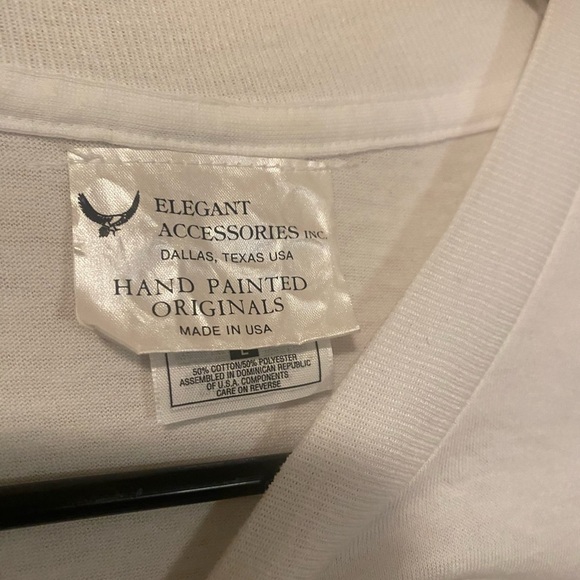 ELEGANT
ACCESSORIES INC.
DALLAS, TEXAS USA
HAND PAINTED
ORIGINALS
MADE IN USA
L
50% COTTON/50% POLYESTER
ASSEMBLED IN DOMINICAN REPUBLIC
OF U.S.A. COMPONENTS
CARE ON REVERSE